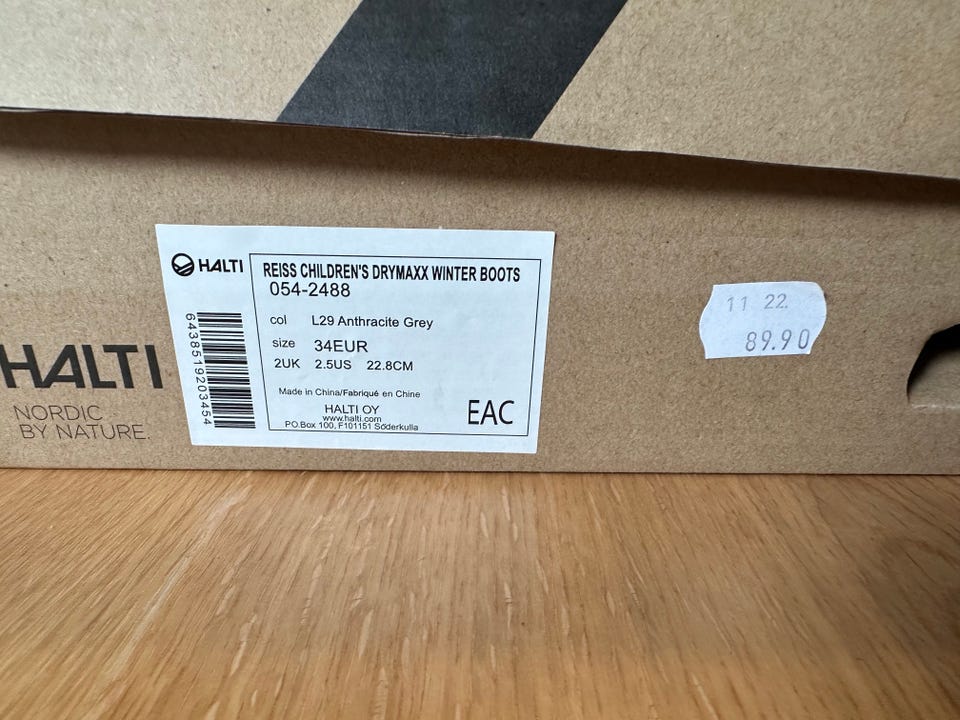 HALTI
NORDIC
BY NATURE.
HALTI
6438519203454
REISS CHILDREN'S DRYMAXX WINTER BOOTS
054-2488
col L29 Anthracite Grey
size 34EUR
2UK 2.5US 22.8CM
Made in China/Fabriqué en Chine
HALTI OY
www.halti.com
PO.Box 100, F101151 Söderkulla
EAC
11 22.
89.90